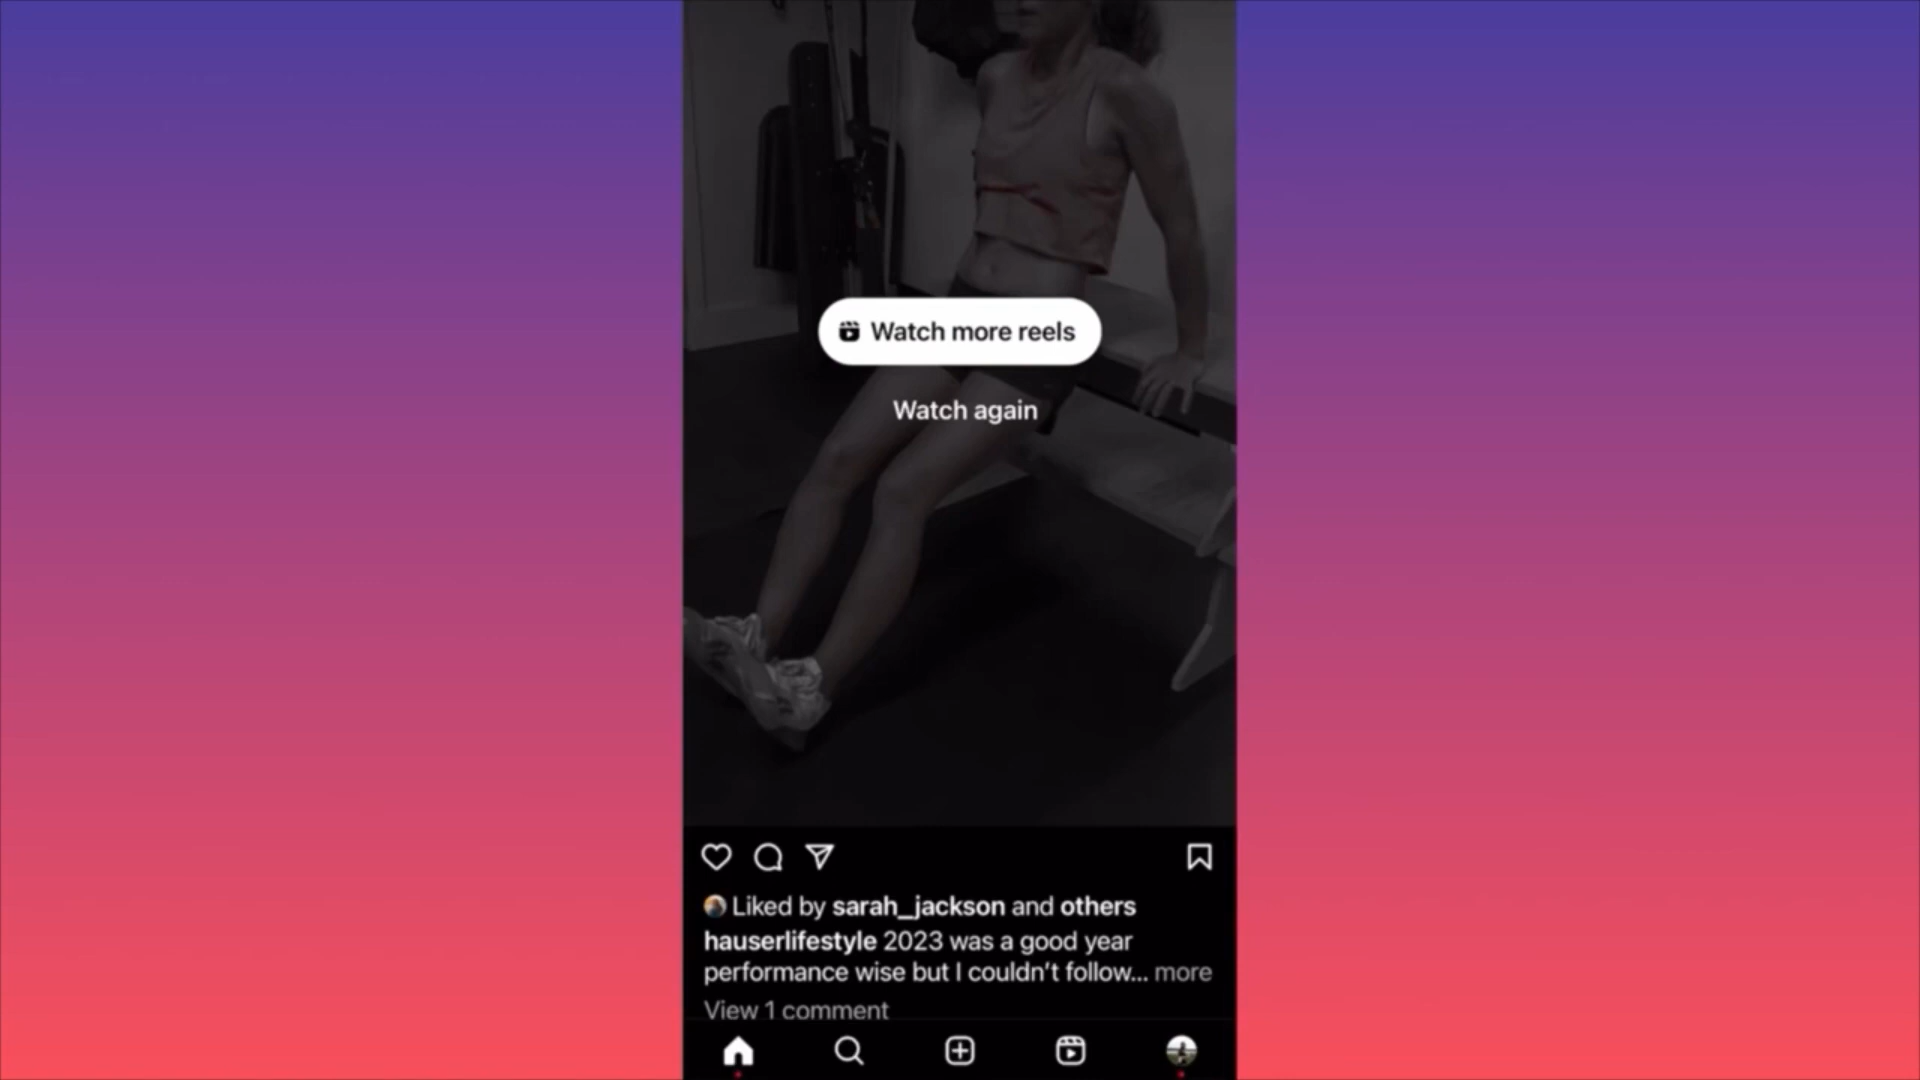 Watch more reels
Watch again
Liked by sarah_jackson and others
hauserlifestyle 2023 was a good year
performance wise but I couldn’t follow... more
View 1 comment